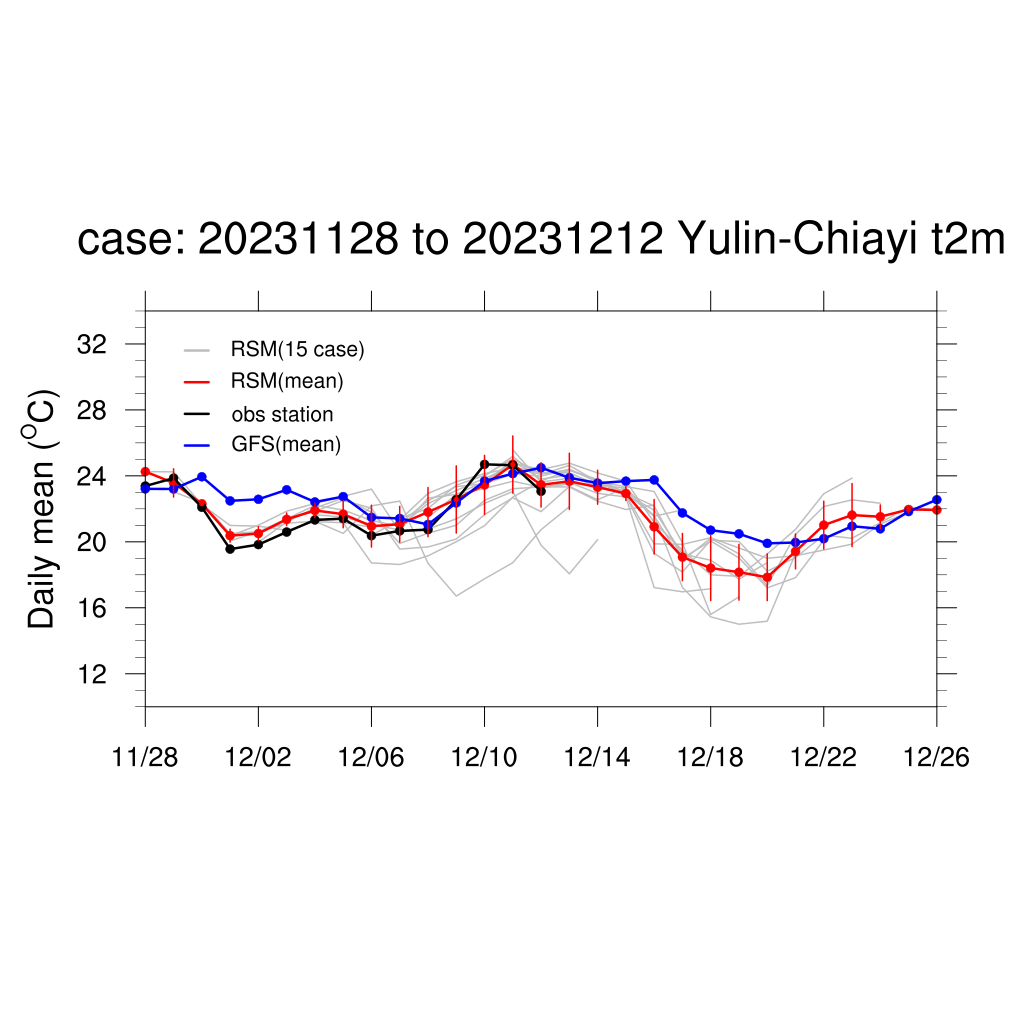 case: 20231128 to 20231212 Yulin-Chiayi t2m
Daily mean (°C)
32
28
24
20
16
12
RSM(15 case)
RSM(mean)
obs station
GFS(mean)
11/28 12/02 12/06 12/10 12/14 12/18 12/22 12/26